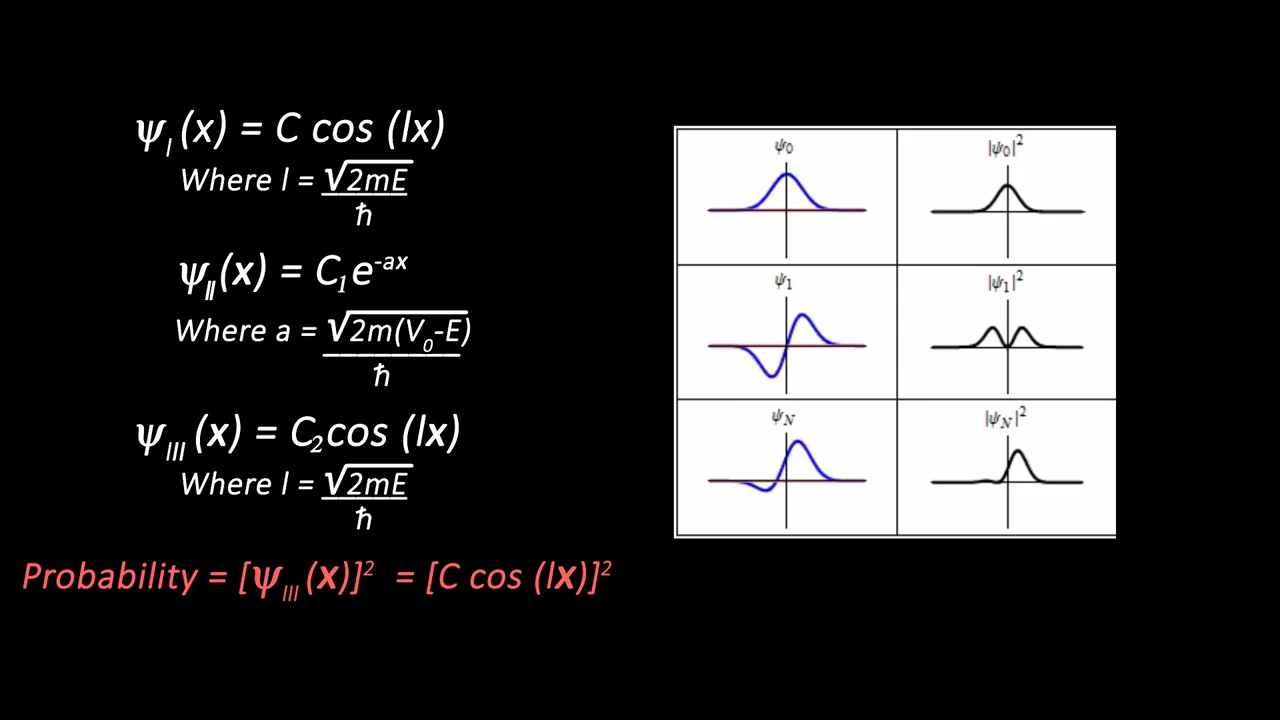 ψI (x) = C cos (lx)
Where l = √2mE
ħ
ψII(x) = C1e-ax
Where a = √2m(V0-E)
ħ
ψIII (x) = C2cos (lx)
Where l = √2mE
ħ
Probability = [ψIII (x)]2 = [C cos (lx)]2
ψ0 |ψ0|2
ψ1 |ψ1|2
ψN |ψN|2